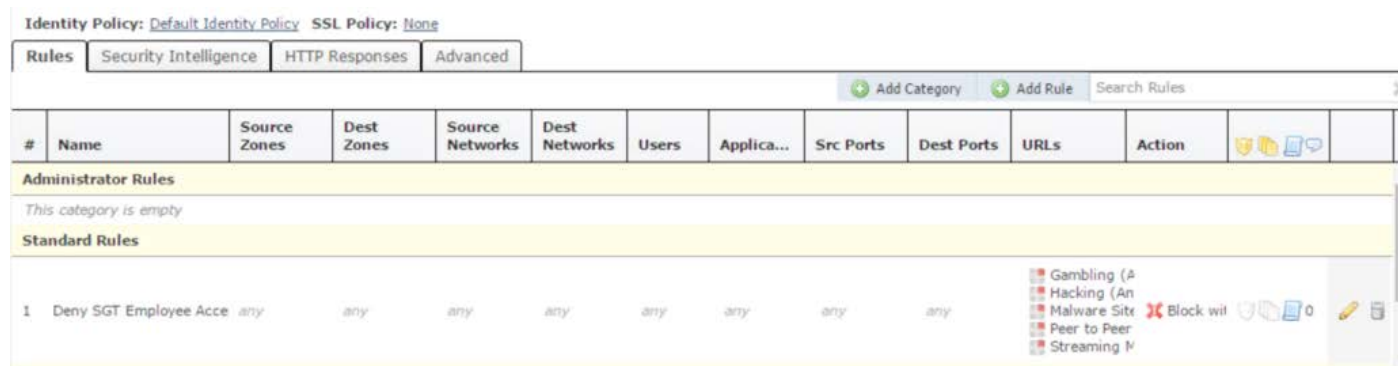 Identity Policy: Default Identity Policy SSL Policy: None
Rules Security Intelligence HTTP Responses Advanced
Add Category Add Rule Search Rules
# Name Source Zones Dest Zones Source Networks Dest Networks Users Applica... Src Ports Dest Ports URLs Action
Administrator Rules
This category is empty
Standard Rules
1 Deny SGT Employee Acce any any any any any any any any
Gambling (A
Hacking (An
Malware Site
Peer to Peer
Streaming M
Block wit 0